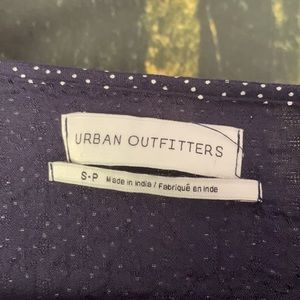 URBAN OUTFITTERS
S-P Made in India / Fabriqué en Inde